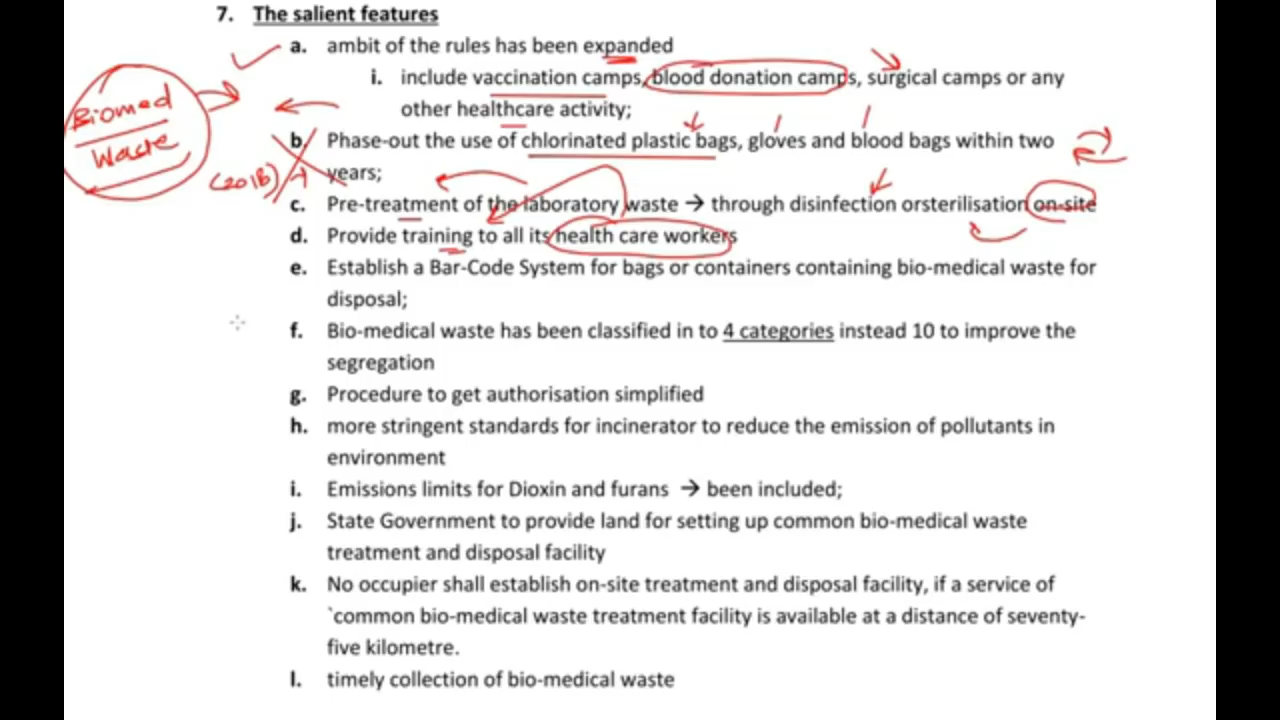 7. The salient features
a. ambit of the rules has been expanded
i. include vaccination camps, blood donation camps, surgical camps or any
other healthcare activity;
Biomed
Waste
b. Phase-out the use of chlorinated plastic bags, gloves and blood bags within two
years;
(2018)
c. Pre-treatment of the laboratory waste → through disinfection orsterilisation on-site
d. Provide training to all its health care workers
e. Establish a Bar-Code System for bags or containers containing bio-medical waste for
disposal;
f. Bio-medical waste has been classified in to 4 categories instead 10 to improve the
segregation
g. Procedure to get authorisation simplified
h. more stringent standards for incinerator to reduce the emission of pollutants in
environment
i. Emissions limits for Dioxin and furans → been included;
j. State Government to provide land for setting up common bio-medical waste
treatment and disposal facility
k. No occupier shall establish on-site treatment and disposal facility, if a service of
`common bio-medical waste treatment facility is available at a distance of seventy-
five kilometre.
l. timely collection of bio-medical waste